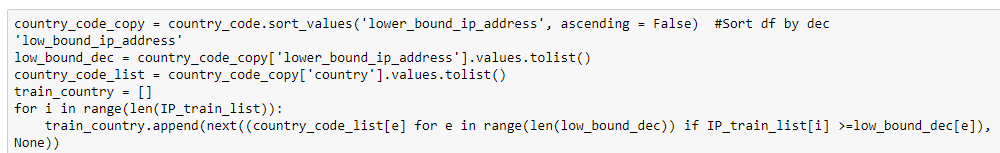 country_code_copy = country_code.sort_values('lower_bound_ip_address', ascending = False)  #Sort df by dec
'low_bound_ip_address'
low_bound_dec = country_code_copy['lower_bound_ip_address'].values.tolist()
country_code_list = country_code_copy['country'].values.tolist()
train_country = []
for i in range(len(IP_train_list)):
    train_country.append(next((country_code_list[e] for e in range(len(low_bound_dec)) if IP_train_list[i] >=low_bound_dec[e]),
None))